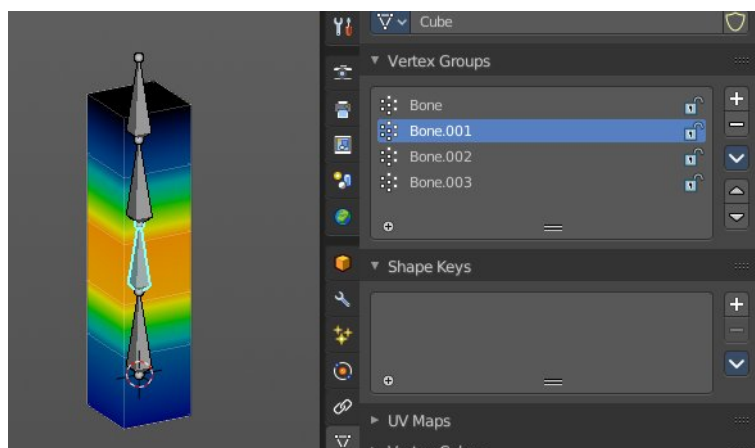 Cube
Vertex Groups
Bone
Bone.001
Bone.002
Bone.003
Shape Keys
UV Maps